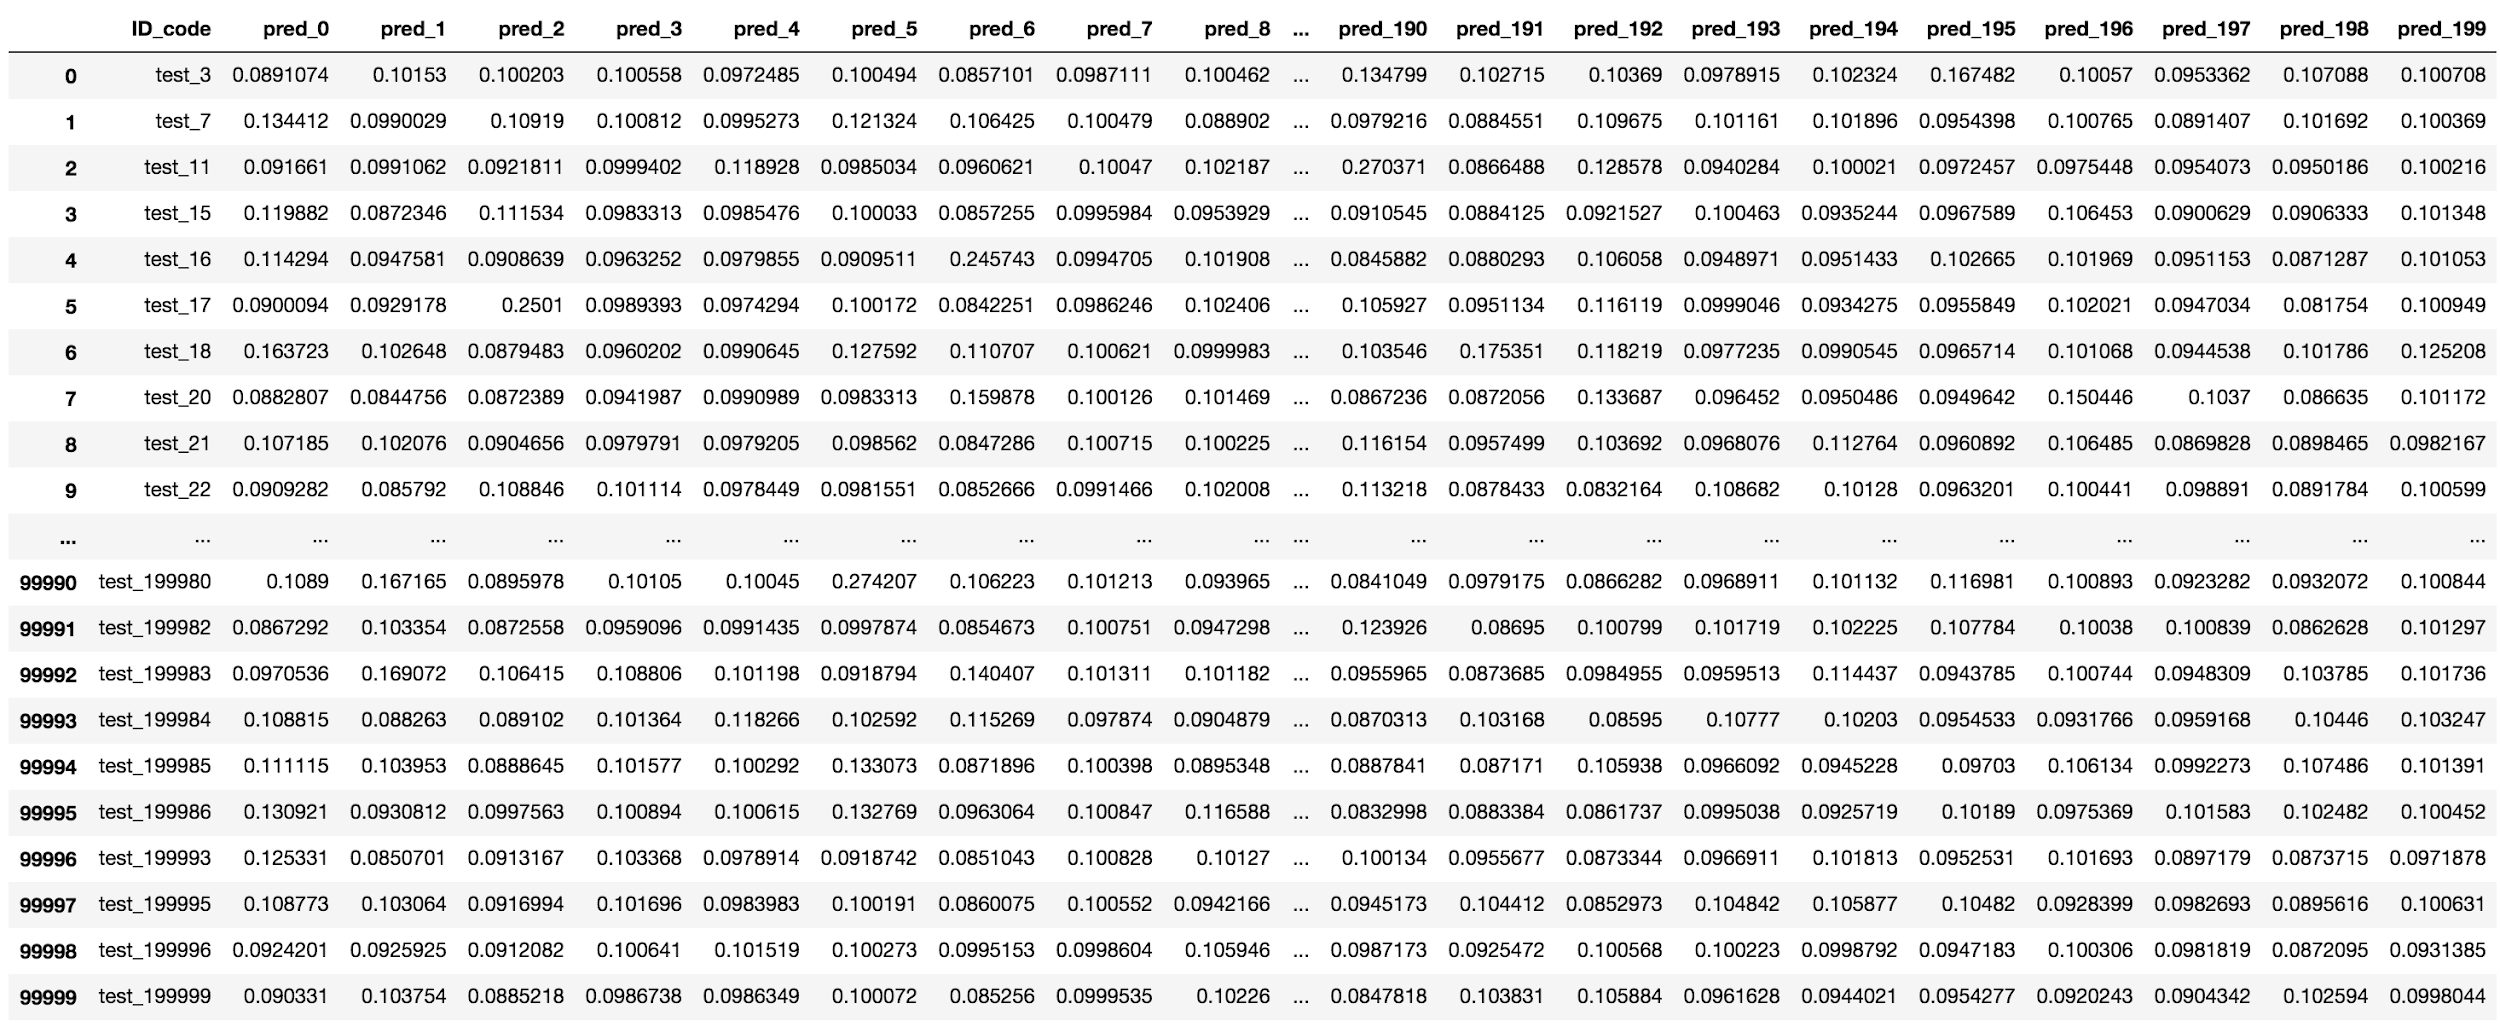 ID_code pred_0 pred_1 pred_2 pred_3 pred_4 pred_5 pred_6 pred_7 pred_8 ... pred_190 pred_191 pred_192 pred_193 pred_194 pred_195 pred_196 pred_197 pred_198 pred_199
0 test_3 0.0891074 0.10153 0.100203 0.100558 0.0972485 0.100494 0.0857101 0.0987111 0.100462 ... 0.134799 0.102715 0.10369 0.0978915 0.102324 0.167482 0.10057 0.0953362 0.107088 0.100708
1 test_7 0.134412 0.0990029 0.10919 0.100812 0.0995273 0.121324 0.106425 0.100479 0.088902 ... 0.0979216 0.0884551 0.109675 0.101161 0.101896 0.0954398 0.100765 0.0891407 0.101692 0.100369
2 test_11 0.091661 0.0991062 0.0921811 0.0999402 0.118928 0.0985034 0.0960621 0.10047 0.102187 ... 0.270371 0.0866488 0.128578 0.0940284 0.100021 0.0972457 0.0975448 0.0954073 0.0950186 0.100216
3 test_15 0.119882 0.0872346 0.111534 0.0983313 0.0985476 0.100033 0.0857255 0.0995984 0.0953929 ... 0.0910545 0.0884125 0.0921527 0.100463 0.0935244 0.0967589 0.106453 0.0900629 0.0906333 0.101348
4 test_16 0.114294 0.0947581 0.0908639 0.0963252 0.0979855 0.0909511 0.245743 0.0994705 0.101908 ... 0.0845882 0.0880293 0.106058 0.0948971 0.0951433 0.102665 0.101969 0.0951153 0.0871287 0.101053
5 test_17 0.0900094 0.0929178 0.2501 0.0989393 0.0974294 0.100172 0.0842251 0.0986246 0.102406 ... 0.105927 0.0951134 0.116119 0.0999046 0.0934275 0.0955849 0.102021 0.0947034 0.081754 0.100949
6 test_18 0.163723 0.102648 0.0879483 0.0960202 0.0990645 0.127592 0.110707 0.100621 0.0999983 ... 0.103546 0.175351 0.118219 0.0977235 0.0990545 0.0965714 0.101068 0.0944538 0.101786 0.125208
7 test_20 0.0882807 0.0844756 0.0872389 0.0941987 0.0990989 0.0983313 0.159878 0.100126 0.101469 ... 0.0867236 0.0872056 0.133687 0.096452 0.0950486 0.0949642 0.150446 0.1037 0.086635 0.101172
8 test_21 0.107185 0.102076 0.0904656 0.0979791 0.0979205 0.098562 0.0847286 0.100715 0.100225 ... 0.116154 0.0957499 0.103692 0.0968076 0.112764 0.0960892 0.106485 0.0869828 0.0898465 0.0982167
9 test_22 0.0909282 0.085792 0.108846 0.101114 0.0978449 0.0981551 0.0852666 0.0991466 0.102008 ... 0.113218 0.0878433 0.0832164 0.108682 0.10128 0.0963201 0.100441 0.098891 0.0891784 0.100599
... ... ... ... ... ... ... ... ... ... ... ... ... ... ... ... ... ... ... ... ... ...
99990 test_199980 0.1089 0.167165 0.0895978 0.10105 0.10045 0.274207 0.106223 0.101213 0.093965 ... 0.0841049 0.0979175 0.0866282 0.0968911 0.101132 0.116981 0.100893 0.0923282 0.0932072 0.100844
99991 test_199982 0.0867292 0.103354 0.0872558 0.0959096 0.0991435 0.0997874 0.0854673 0.100751 0.0947298 ... 0.123926 0.08695 0.100799 0.101719 0.102225 0.107784 0.10038 0.100839 0.0862628 0.101297
99992 test_199983 0.0970536 0.169072 0.106415 0.108806 0.101198 0.0918794 0.140407 0.101311 0.101182 ... 0.0955965 0.0873685 0.0984955 0.0959513 0.114437 0.0943785 0.100744 0.0948309 0.103785 0.101736
99993 test_199984 0.108815 0.088263 0.089102 0.101364 0.118266 0.102592 0.115269 0.097874 0.0904879 ... 0.0870313 0.103168 0.08595 0.10777 0.10203 0.0954533 0.0931766 0.0959168 0.10446 0.103247
99994 test_199985 0.111115 0.103953 0.0888645 0.101577 0.100292 0.133073 0.0871896 0.100398 0.0895348 ... 0.0887841 0.087171 0.105938 0.0966092 0.0945228 0.09703 0.106134 0.0992273 0.107486 0.101391
99995 test_199986 0.130921 0.0930812 0.0997563 0.100894 0.100615 0.132769 0.0963064 0.100847 0.116588 ... 0.0832998 0.0883384 0.0861737 0.0995038 0.0925719 0.10189 0.0975369 0.101583 0.102482 0.100452
99996 test_199993 0.125331 0.0850701 0.0913167 0.103368 0.0978914 0.0918742 0.0851043 0.100828 0.10127 ... 0.100134 0.0955677 0.0873344 0.0966911 0.101813 0.0952531 0.101693 0.0897179 0.0873715 0.0971878
99997 test_199995 0.108773 0.103064 0.0916994 0.101696 0.0983983 0.100191 0.0860075 0.100552 0.0942166 ... 0.0945173 0.104412 0.0852973 0.104842 0.105877 0.10482 0.0928399 0.0982693 0.0895616 0.100631
99998 test_199996 0.0924201 0.0925925 0.0912082 0.100641 0.101519 0.100273 0.0995153 0.0998604 0.105946 ... 0.0987173 0.0925472 0.100568 0.100223 0.0998792 0.0947183 0.100306 0.0981819 0.0872095 0.0931385
99999 test_199999 0.090331 0.103754 0.0885218 0.0986738 0.0986349 0.100072 0.085256 0.0999535 0.10226 ... 0.0847818 0.103831 0.105884 0.0961628 0.0944021 0.0954277 0.0920243 0.0904342 0.102594 0.0998044